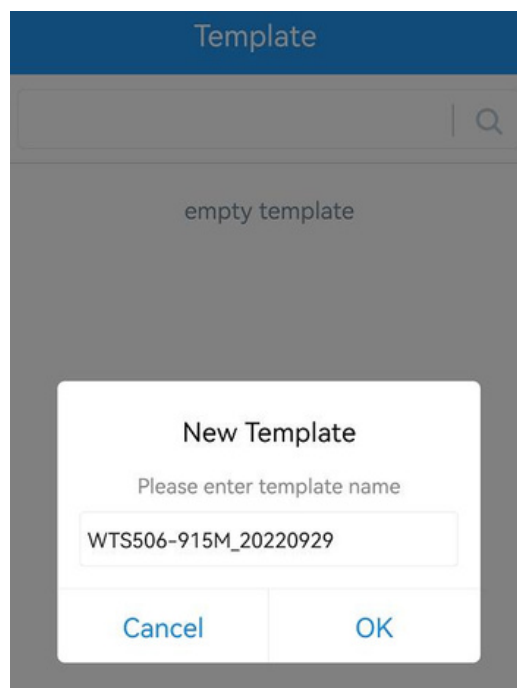 Template
empty template
New Template
Please enter template name
WTS506-915M_20220929
Cancel
OK